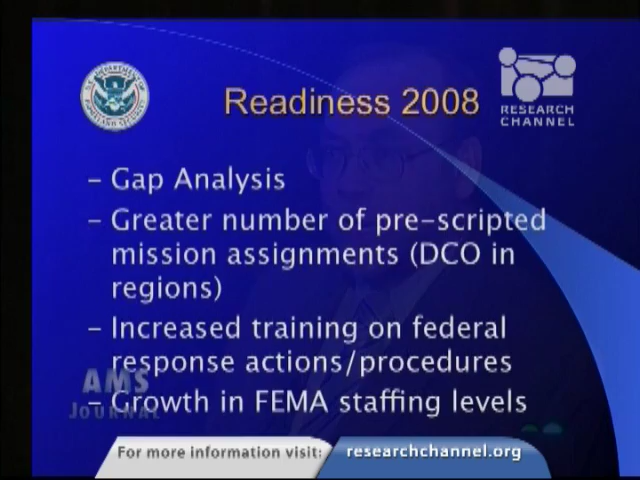 Readiness 2008
RESEARCH
CHANNEL
– Gap Analysis
– Greater number of pre-scripted
mission assignments (DCO in
regions)
– Increased training on federal
response actions/procedures
– Growth in FEMA staffing levels
AMS
JOURNAL
For more information visit: researchchannel.org